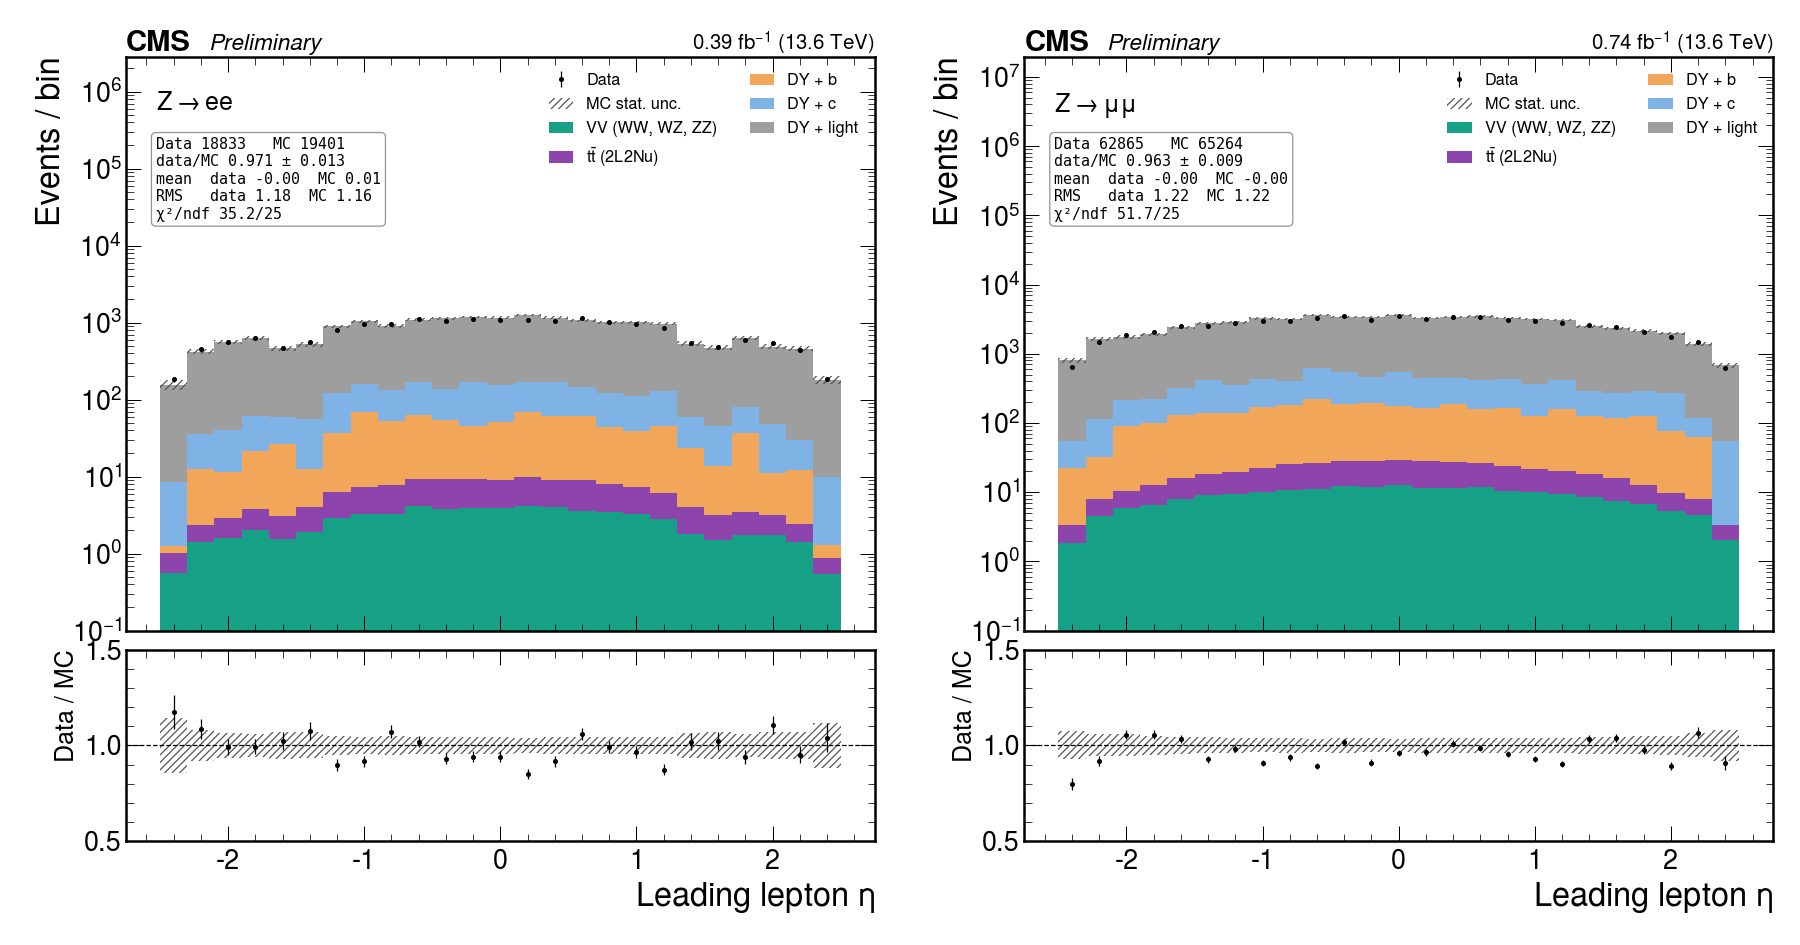 CMS Preliminary 0.39 fb⁻¹ (13.6 TeV)
Events / bin
10⁶
10⁵
10⁴
10³
10²
10¹
10⁰
10⁻¹
Z → ee
Data 18833 MC 19401
data/MC 0.971 ± 0.013
mean data -0.00 MC 0.01
RMS data 1.18 MC 1.16
χ²/ndf 35.2/25
Data
MC stat. unc.
VV (WW, WZ, ZZ)
tt̄ (2L2Nu)
DY + b
DY + c
DY + light
Data / MC
1.5
1.0
0.5
-2 -1 0 1 2
Leading lepton η
CMS Preliminary 0.74 fb⁻¹ (13.6 TeV)
Events / bin
10⁷
10⁶
10⁵
10⁴
10³
10²
10¹
10⁰
10⁻¹
Z → μμ
Data 62865 MC 65264
data/MC 0.963 ± 0.009
mean data -0.00 MC -0.00
RMS data 1.22 MC 1.22
χ²/ndf 51.7/25
Data
MC stat. unc.
VV (WW, WZ, ZZ)
tt̄ (2L2Nu)
DY + b
DY + c
DY + light
Data / MC
1.5
1.0
0.5
-2 -1 0 1 2
Leading lepton η